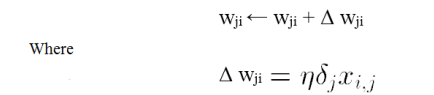 wji ← wji + Δ wji
Where
Δ wji = ηδjxi,j